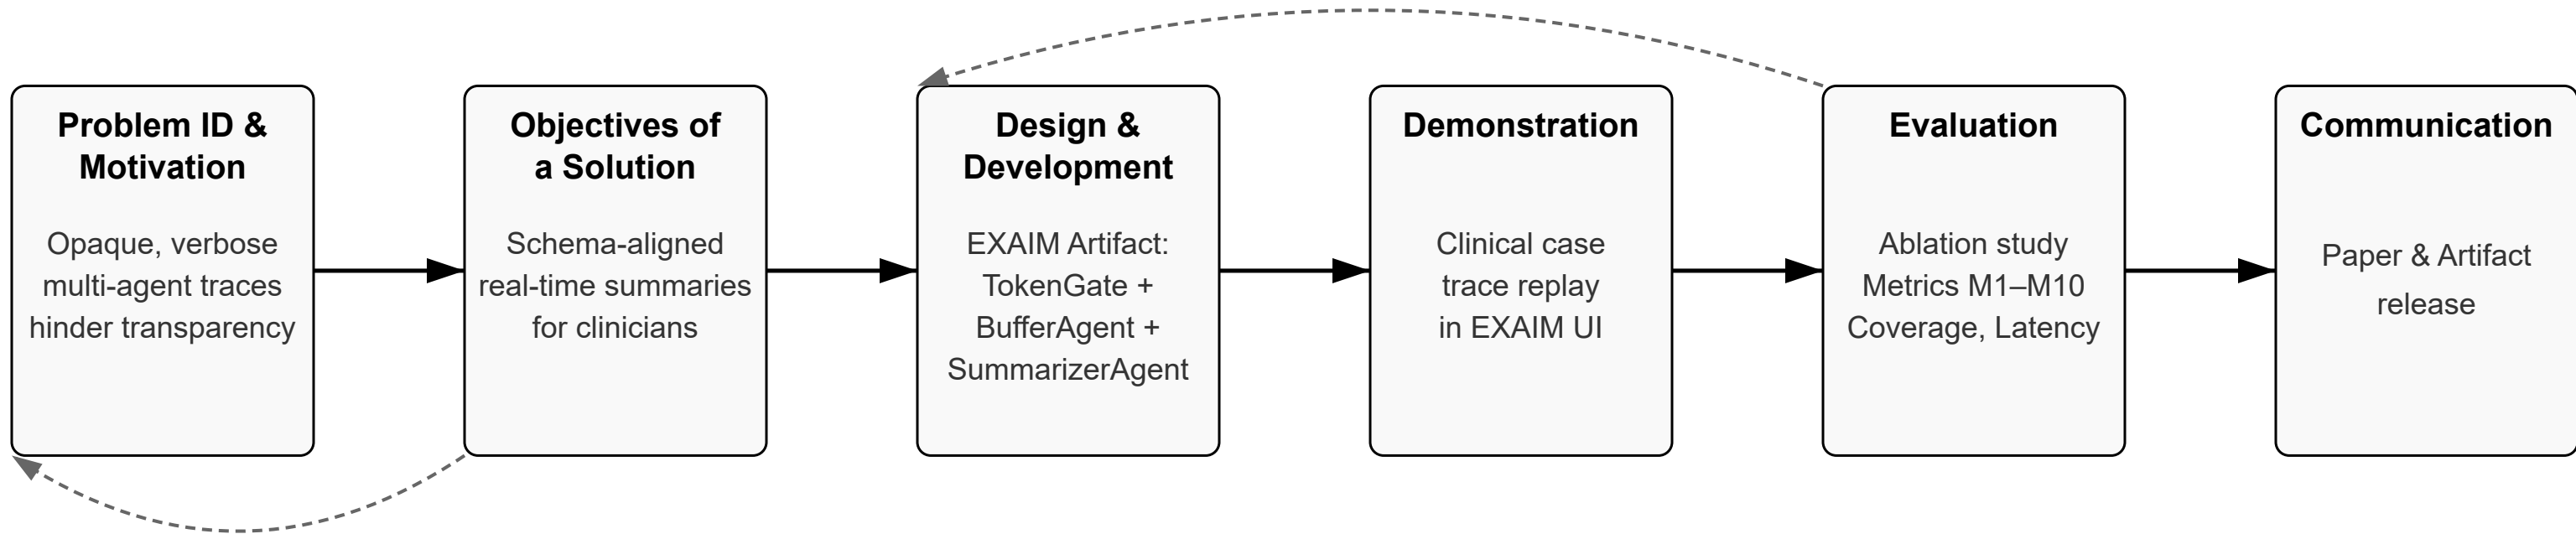 Problem ID &
Motivation
Opaque, verbose
multi-agent traces
hinder transparency
Objectives of
a Solution
Schema-aligned
real-time summaries
for clinicians
Design &
Development
EXAIM Artifact:
TokenGate +
BufferAgent +
SummarizerAgent
Demonstration
Clinical case
trace replay
in EXAIM UI
Evaluation
Ablation study
Metrics M1–M10
Coverage, Latency
Communication
Paper & Artifact
release